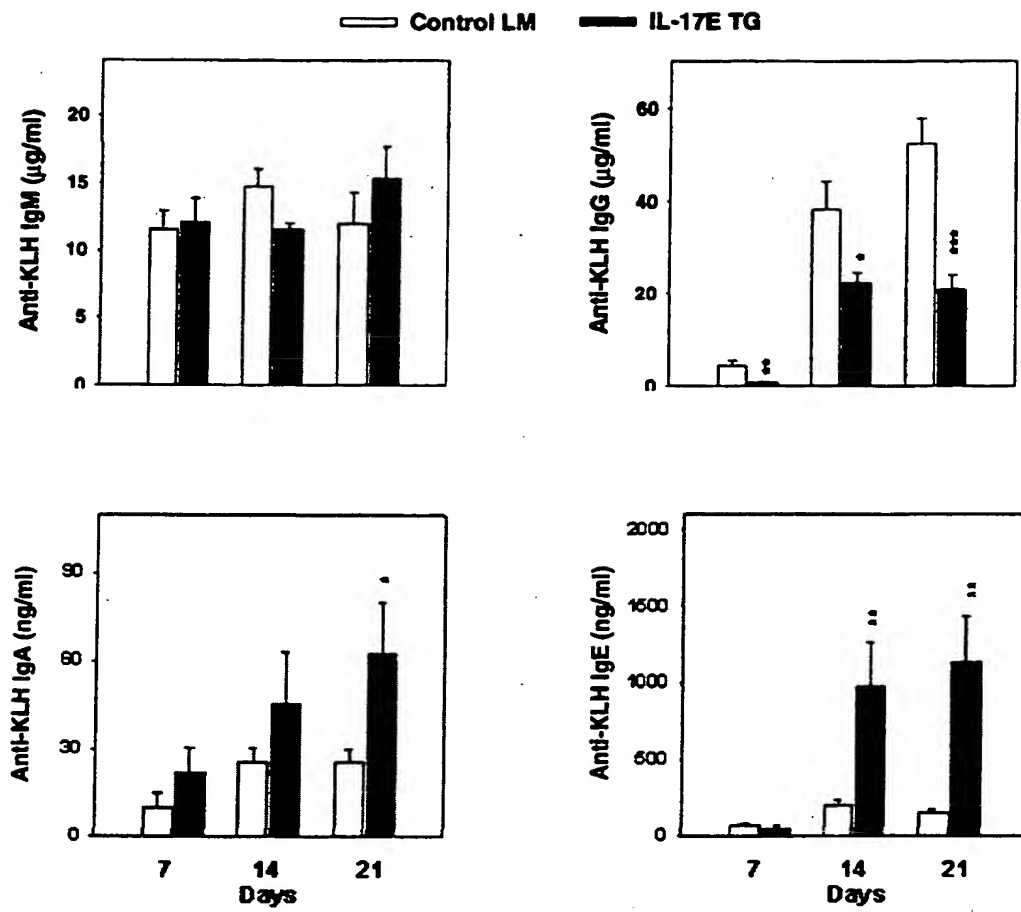 Control LM IL-17E TG
Anti-KLH IgM (µg/ml)
20
15
10
5
0
Anti-KLH IgG (µg/ml)
60
40
20
0
*
**
***
Anti-KLH IgA (ng/ml)
90
60
30
0
*
7 14 21
Days
Anti-KLH IgE (ng/ml)
2000
1500
1000
500
0
**
**
7 14 21
Days